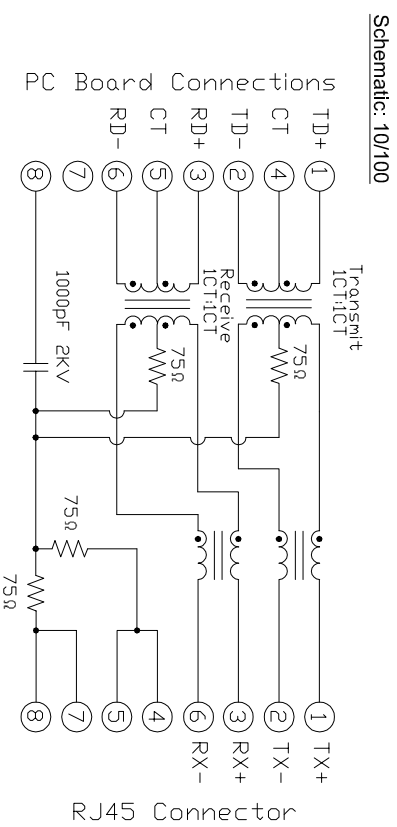 Schematic: 10/100
PC Board Connections
TD+ 1
CT 4
TD- 2
RD+ 3
CT 5
RD- 6
7
8
Transmit
1CT:1CT
Receive
1CT:1CT
75Ω
75Ω
1000pF 2KV
75Ω
75Ω
1 TX+
2 TX-
3 RX+
6 RX-
4
5
7
8
RJ45 Connector